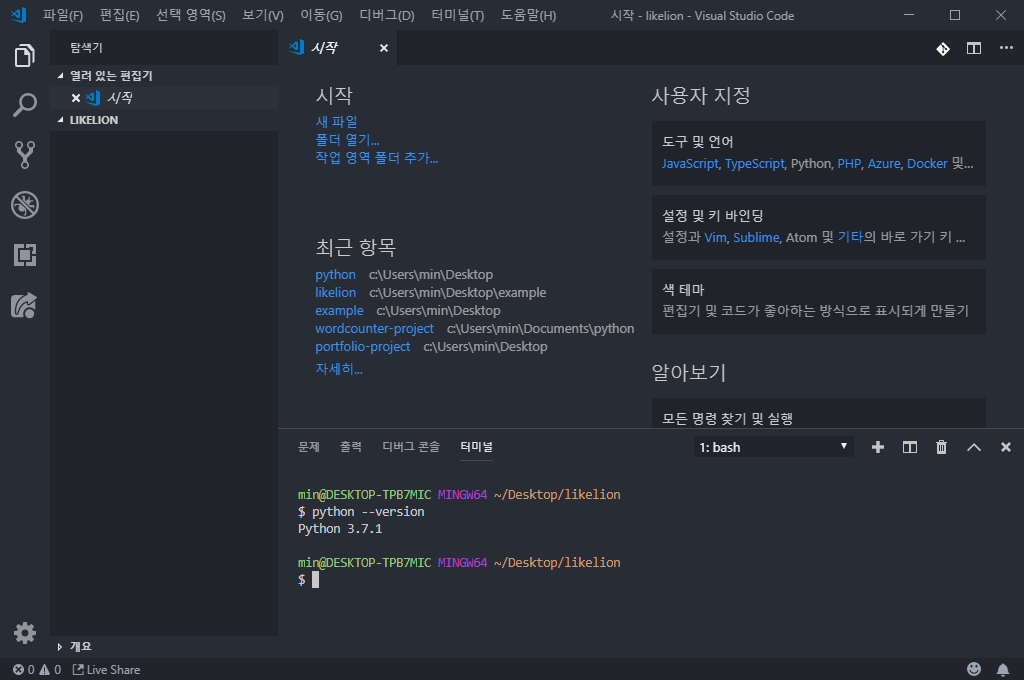 파일(F) 편집(E) 선택 영역(S) 보기(V) 이동(G) 디버그(D) 터미널(T) 도움말(H) 시작 - likelion - Visual Studio Code
탐색기
열려 있는 편집기
시작
LIKELION
개요
시작
시작
새 파일
폴더 열기...
작업 영역 폴더 추가...
최근 항목
python c:\Users\min\Desktop
likelion c:\Users\min\Desktop\example
example c:\Users\min\Desktop
wordcounter-project c:\Users\min\Documents\python
portfolio-project c:\Users\min\Desktop
자세히...
사용자 지정
도구 및 언어
JavaScript, TypeScript, Python, PHP, Azure, Docker 및...
설정 및 키 바인딩
설정과 Vim, Sublime, Atom 및 기타의 바로 가기 키 ...
색 테마
편집기 및 코드가 좋아하는 방식으로 표시되게 만들기
알아보기
모든 명령 찾기 및 실행
문제 출력 디버그 콘솔 터미널 1: bash
min@DESKTOP-TPB7MIC MINGW64 ~/Desktop/likelion
$ python --version
Python 3.7.1
min@DESKTOP-TPB7MIC MINGW64 ~/Desktop/likelion
$
0 0 Live Share